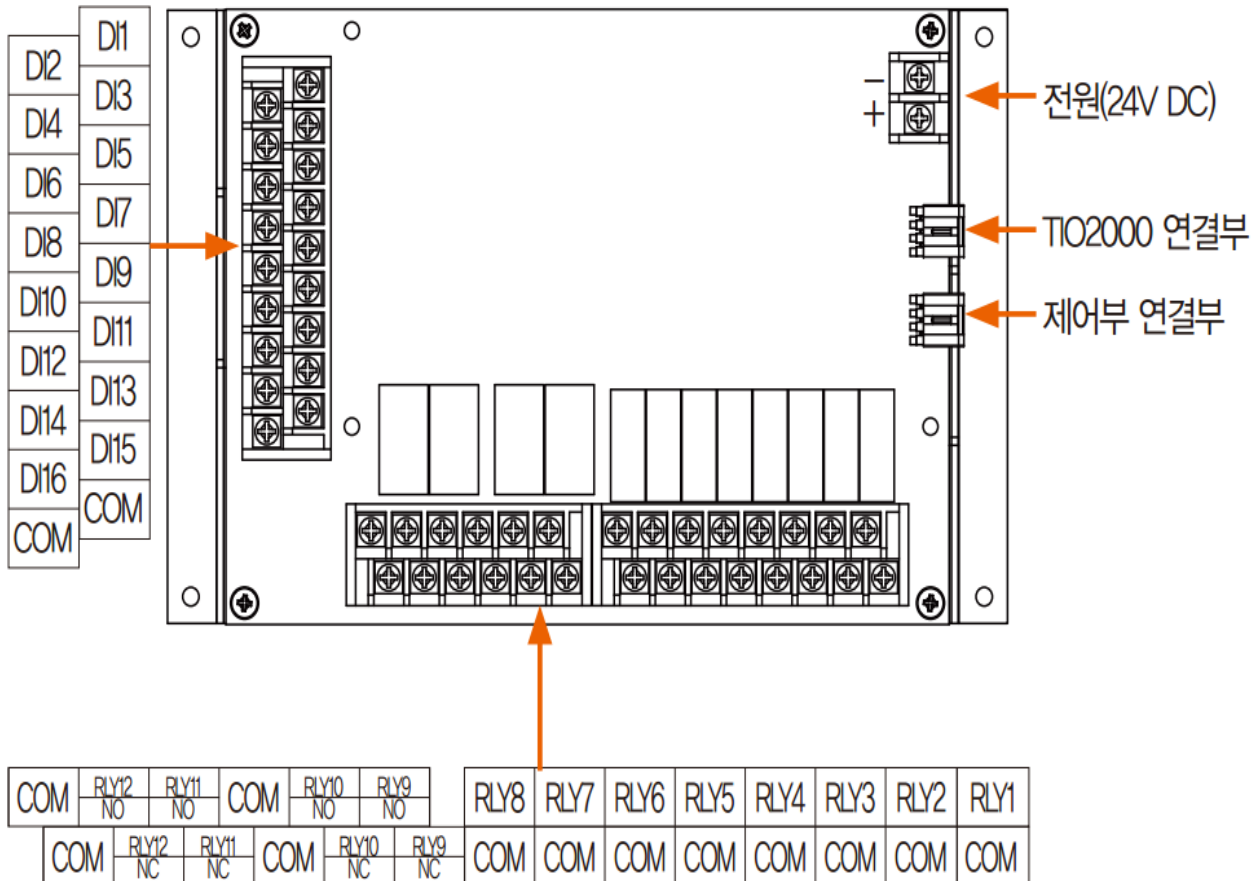 DI1
DI2
DI3
DI4
DI5
DI6
DI7
DI8
DI9
DI10
DI11
DI12
DI13
DI14
DI15
DI16
COM
COM
−
+
전원(24V DC)
TIO2000 연결부
제어부 연결부
COM RLY12 NO RLY11 NO COM RLY10 NO RLY9 NO RLY8 RLY7 RLY6 RLY5 RLY4 RLY3 RLY2 RLY1
COM RLY12 NC RLY11 NC COM RLY10 NC RLY9 NC COM COM COM COM COM COM COM COM